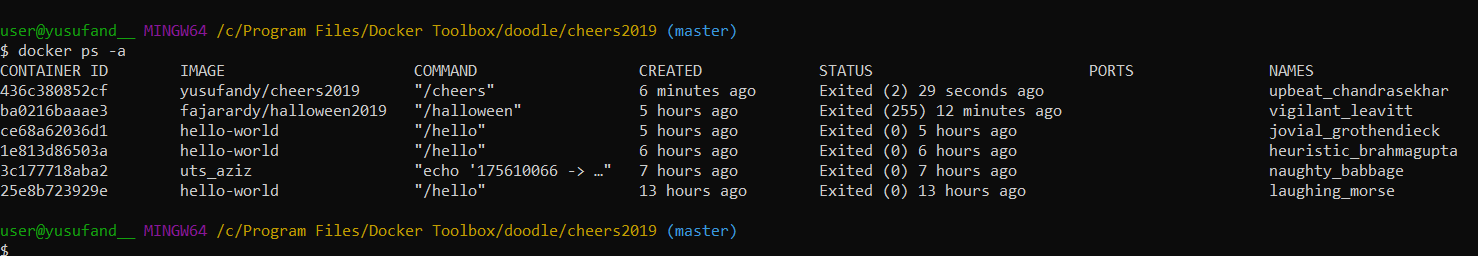 user@yusufand__ MINGW64 /c/Program Files/Docker Toolbox/doodle/cheers2019 (master)
$ docker ps -a
CONTAINER ID        IMAGE                     COMMAND                  CREATED             STATUS                        PORTS               NAMES
436c380852cf        yusufandy/cheers2019      "/cheers"                6 minutes ago       Exited (2) 29 seconds ago                         upbeat_chandrasekhar
ba0216baaae3        fajarardy/halloween2019   "/halloween"             5 hours ago         Exited (255) 12 minutes ago                       vigilant_leavitt
ce68a62036d1        hello-world               "/hello"                 5 hours ago         Exited (0) 5 hours ago                            jovial_grothendieck
1e813d86503a        hello-world               "/hello"                 6 hours ago         Exited (0) 6 hours ago                            heuristic_brahmagupta
3c177718aba2        uts_aziz                  "echo '175610066 -> …"   7 hours ago         Exited (0) 7 hours ago                            naughty_babbage
25e8b723929e        hello-world               "/hello"                 13 hours ago        Exited (0) 13 hours ago                           laughing_morse
user@yusufand__ MINGW64 /c/Program Files/Docker Toolbox/doodle/cheers2019 (master)
$